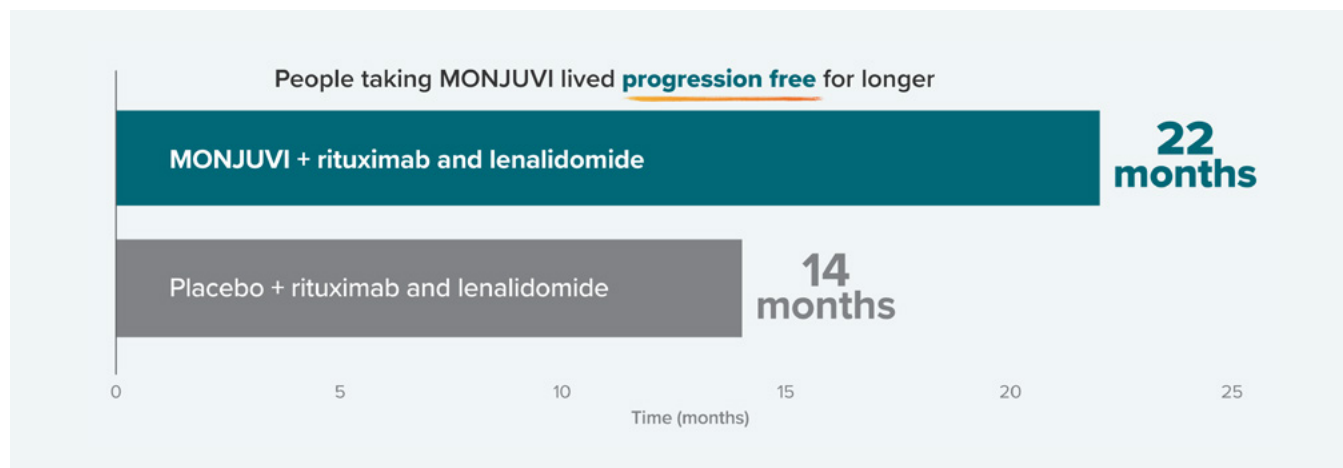 People taking MONJUVI lived progression free for longer
MONJUVI + rituximab and lenalidomide
22
months
Placebo + rituximab and lenalidomide
14
months
0 5 10 15 20 25
Time (months)